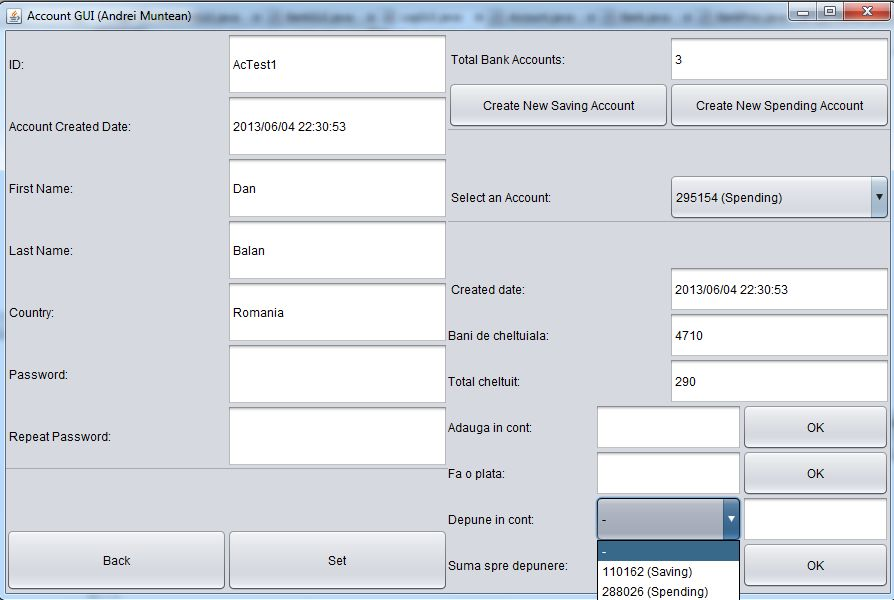 Account GUI (Andrei Muntean)
ID:
AcTest1
Account Created Date:
2013/06/04 22:30:53
First Name:
Dan
Last Name:
Balan
Country:
Romania
Password:
Repeat Password:
Back
Set
Total Bank Accounts:
3
Create New Saving Account
Create New Spending Account
Select an Account:
295154 (Spending)
Created date:
2013/06/04 22:30:53
Bani de cheltuiala:
4710
Total cheltuit:
290
Adauga in cont:
OK
Fa o plata:
OK
Depune in cont:
-
-
110162 (Saving)
288026 (Spending)
Suma spre depunere:
OK